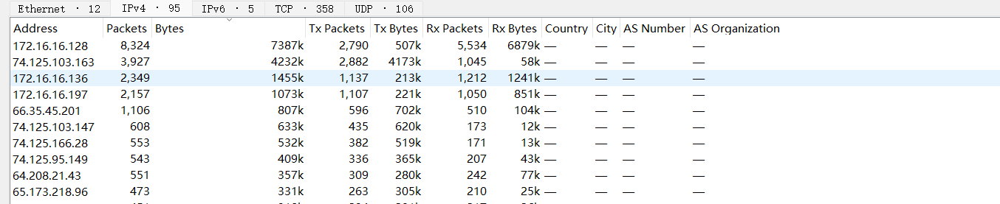 Ethernet · 12 IPv4 · 95 IPv6 · 5 TCP · 358 UDP · 106
Address Packets Bytes Tx Packets Tx Bytes Rx Packets Rx Bytes Country City AS Number AS Organization
172.16.16.128 8,324 7387k 2,790 507k 5,534 6879k — — — —
74.125.103.163 3,927 4232k 2,882 4173k 1,045 58k — — — —
172.16.16.136 2,349 1455k 1,137 213k 1,212 1241k — — — —
172.16.16.197 2,157 1073k 1,107 221k 1,050 851k — — — —
66.35.45.201 1,106 807k 596 702k 510 104k — — — —
74.125.103.147 608 633k 435 620k 173 12k — — — —
74.125.166.28 553 532k 382 519k 171 13k — — — —
74.125.95.149 543 409k 336 365k 207 43k — — — —
64.208.21.43 551 357k 309 280k 242 77k — — — —
65.173.218.96 473 331k 263 305k 210 25k — — — —